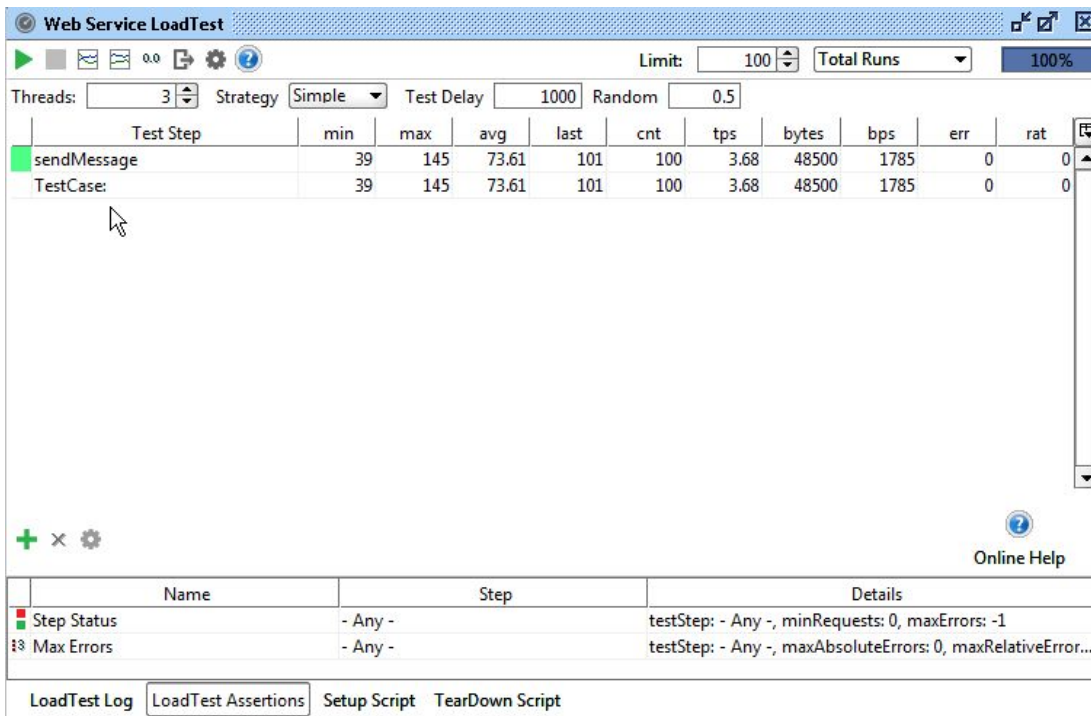 Web Service LoadTest
0.0 Limit: 100 Total Runs 100%
Threads: 3 Strategy Simple Test Delay 1000 Random 0.5
Test Step min max avg last cnt tps bytes bps err rat
sendMessage 39 145 73.61 101 100 3.68 48500 1785 0 0
TestCase: 39 145 73.61 101 100 3.68 48500 1785 0 0
Online Help
Name Step Details
Step Status - Any - testStep: - Any -, minRequests: 0, maxErrors: -1
Max Errors - Any - testStep: - Any -, maxAbsoluteErrors: 0, maxRelativeError...
LoadTest Log LoadTest Assertions Setup Script TearDown Script